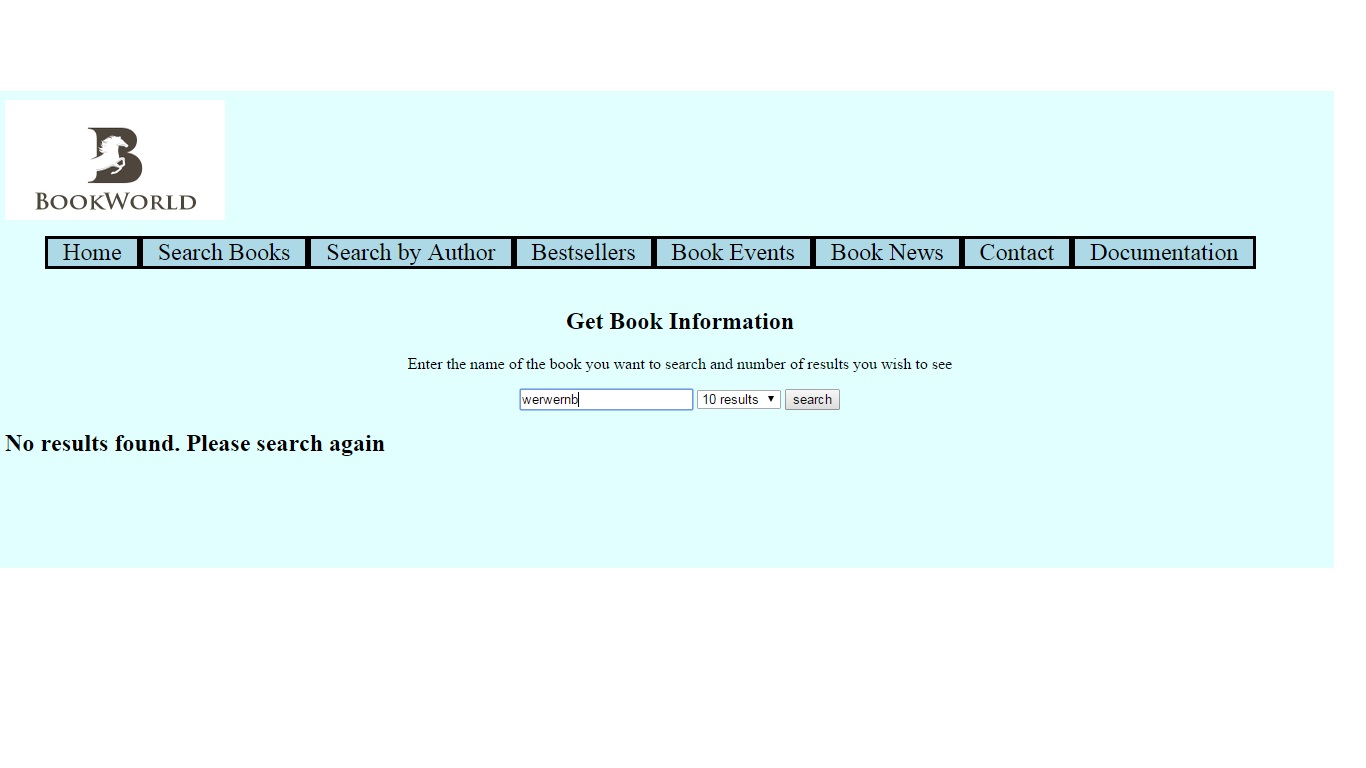 B
BOOKWORLD
Home Search Books Search by Author Bestsellers Book Events Book News Contact Documentation
Get Book Information
Enter the name of the book you want to search and number of results you wish to see
werwernb 10 results search
No results found. Please search again